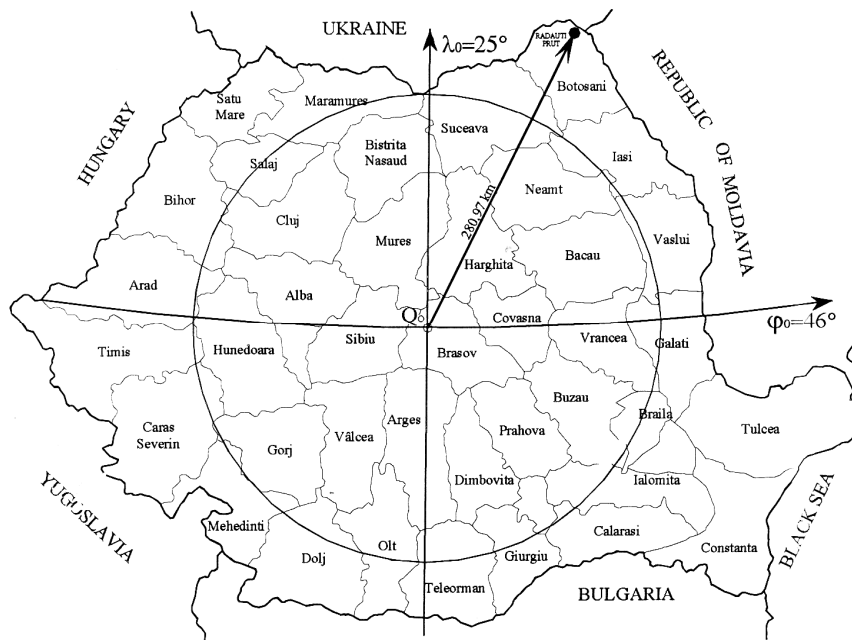 UKRAINE
λ0=25°
RADAUTI
PRUT
Botosani
Satu
Mare
Maramures
HUNGARY
REPUBLIC OF MOLDAVIA
Suceava
Bistrita
Nasaud
Salaj
Iasi
Bihor
Neamt
280,97 km
Cluj
Mures
Vaslui
Bacau
Harghita
Arad
Alba
Covasna
Qo
φ0=46°
Timis
Hunedoara
Sibiu
Brasov
Vrancea
Galati
Buzau
Caras
Severin
Gorj
Vâlcea
Arges
Prahova
Braila
Tulcea
Dimbovita
Ialomita
YUGOSLAVIA
Mehedinti
Dolj
Olt
Giurgiu
Calarasi
Constanta
BLACK SEA
Teleorman
BULGARIA